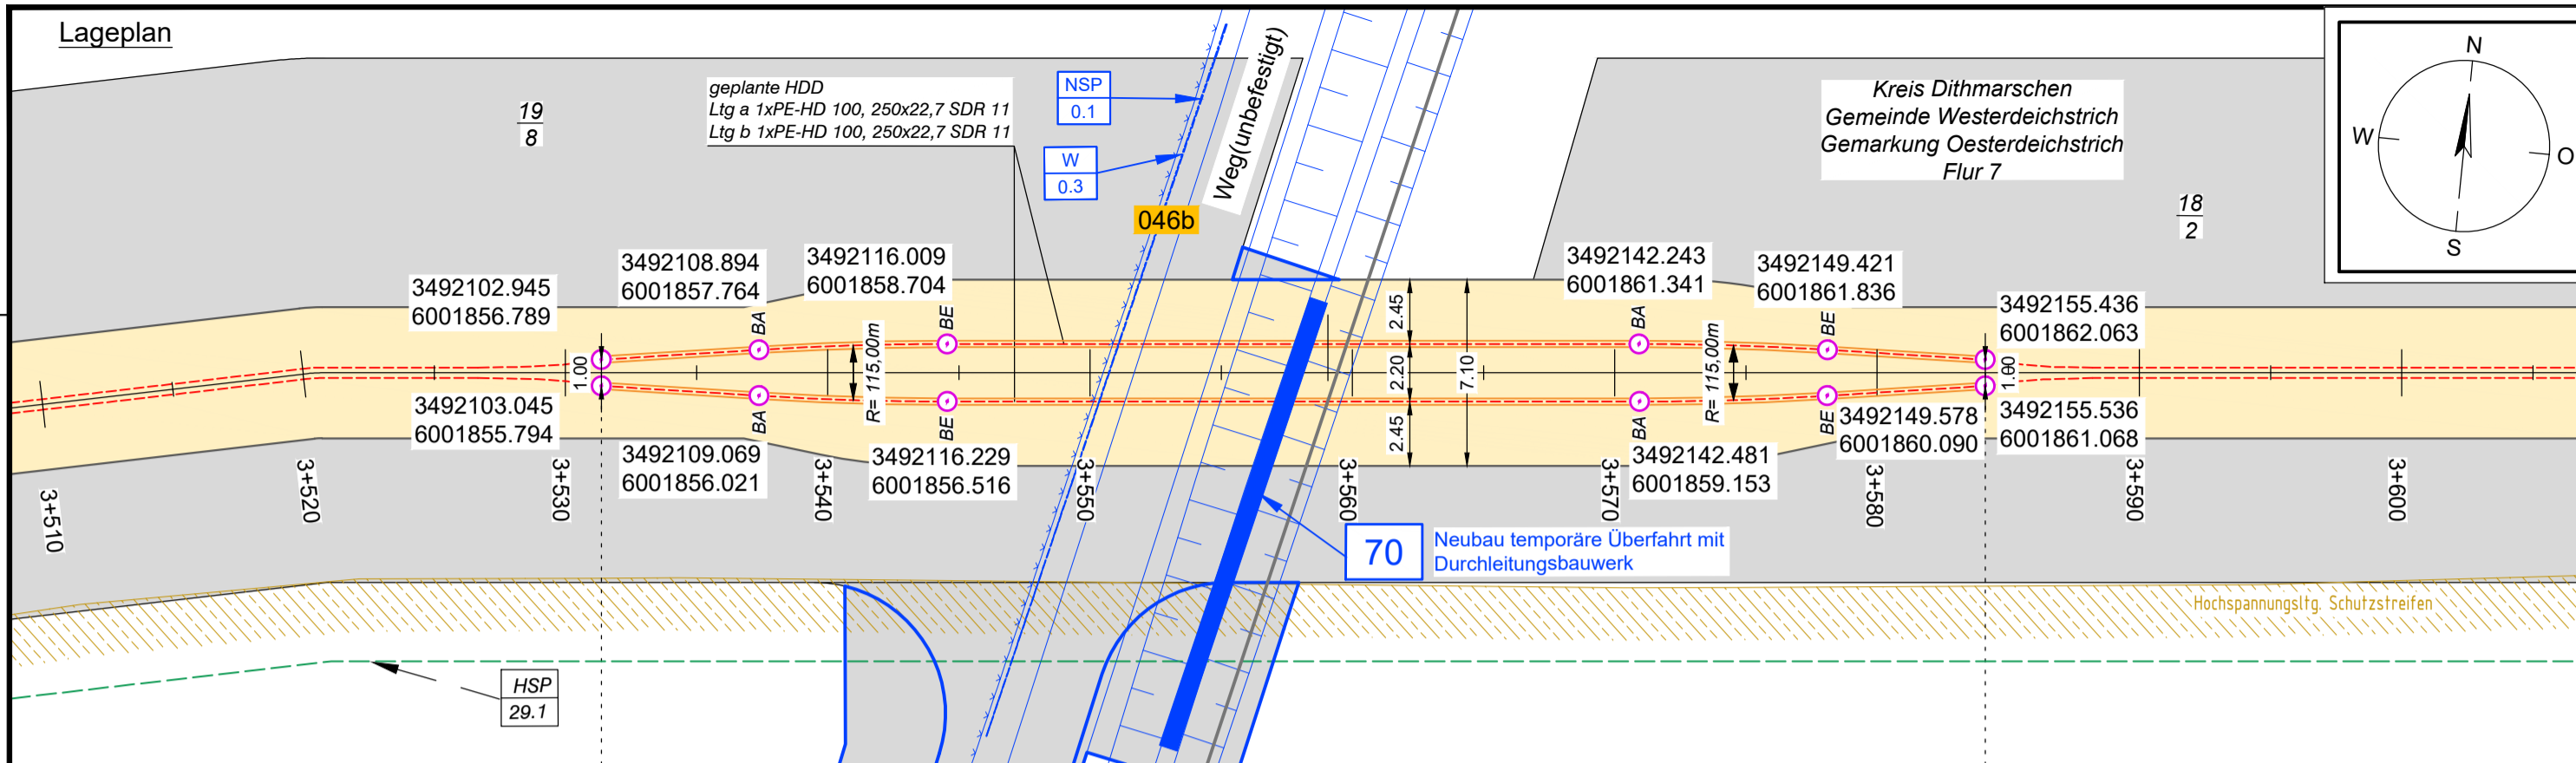 Lageplan
19
8
geplante HDD
Ltg a 1xPE-HD 100, 250x22,7 SDR 11
Ltg b 1xPE-HD 100, 250x22,7 SDR 11
NSP
0.1
W
0.3
046b
Weg(unbefestigt)
Kreis Dithmarschen
Gemeinde Westerdeichstrich
Gemarkung Oesterdeichstrich
Flur 7
18
2
N
W
O
S
3492102.945
6001856.789
3492108.894
6001857.764
3492116.009
6001858.704
3492142.243
6001861.341
3492149.421
6001861.836
3492155.436
6001862.063
BA
BE
BA
BE
1.00
R= 115,00m
2.45
2.20
7.10
2.45
R= 115,00m
1.00
BA
BE
BA
BE
3492103.045
6001855.794
3492109.069
6001856.021
3492116.229
6001856.516
3492142.481
6001859.153
3492149.578
6001860.090
3492155.536
6001861.068
3+510
3+520
3+530
3+540
3+550
3+560
3+570
3+580
3+590
3+600
70
Neubau temporäre Überfahrt mit
Durchleitungsbauwerk
Hochspannungsltg. Schutzstreifen
HSP
29.1